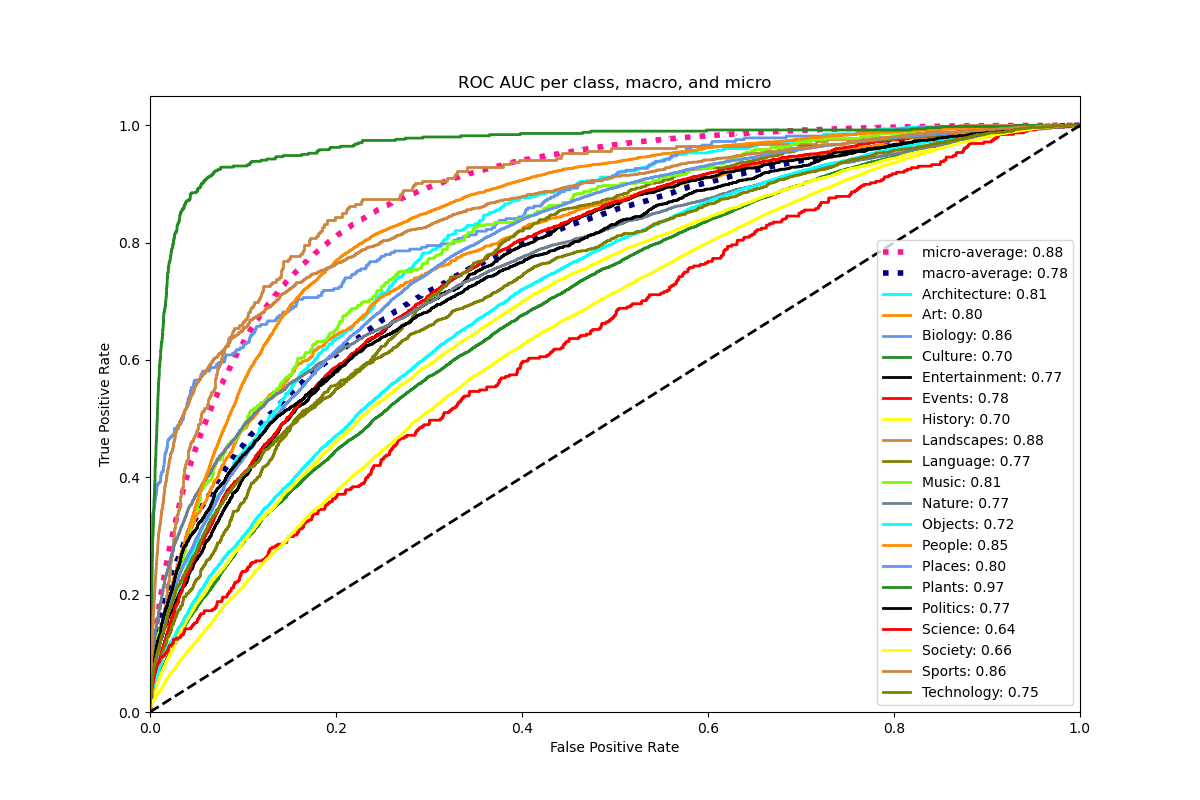 ROC AUC per class, macro, and micro
True Positive Rate
1.0
0.8
0.6
0.4
0.2
0.0
0.0 0.2 0.4 0.6 0.8 1.0
False Positive Rate
micro-average: 0.88
macro-average: 0.78
Architecture: 0.81
Art: 0.80
Biology: 0.86
Culture: 0.70
Entertainment: 0.77
Events: 0.78
History: 0.70
Landscapes: 0.88
Language: 0.77
Music: 0.81
Nature: 0.77
Objects: 0.72
People: 0.85
Places: 0.80
Plants: 0.97
Politics: 0.77
Science: 0.64
Society: 0.66
Sports: 0.86
Technology: 0.75